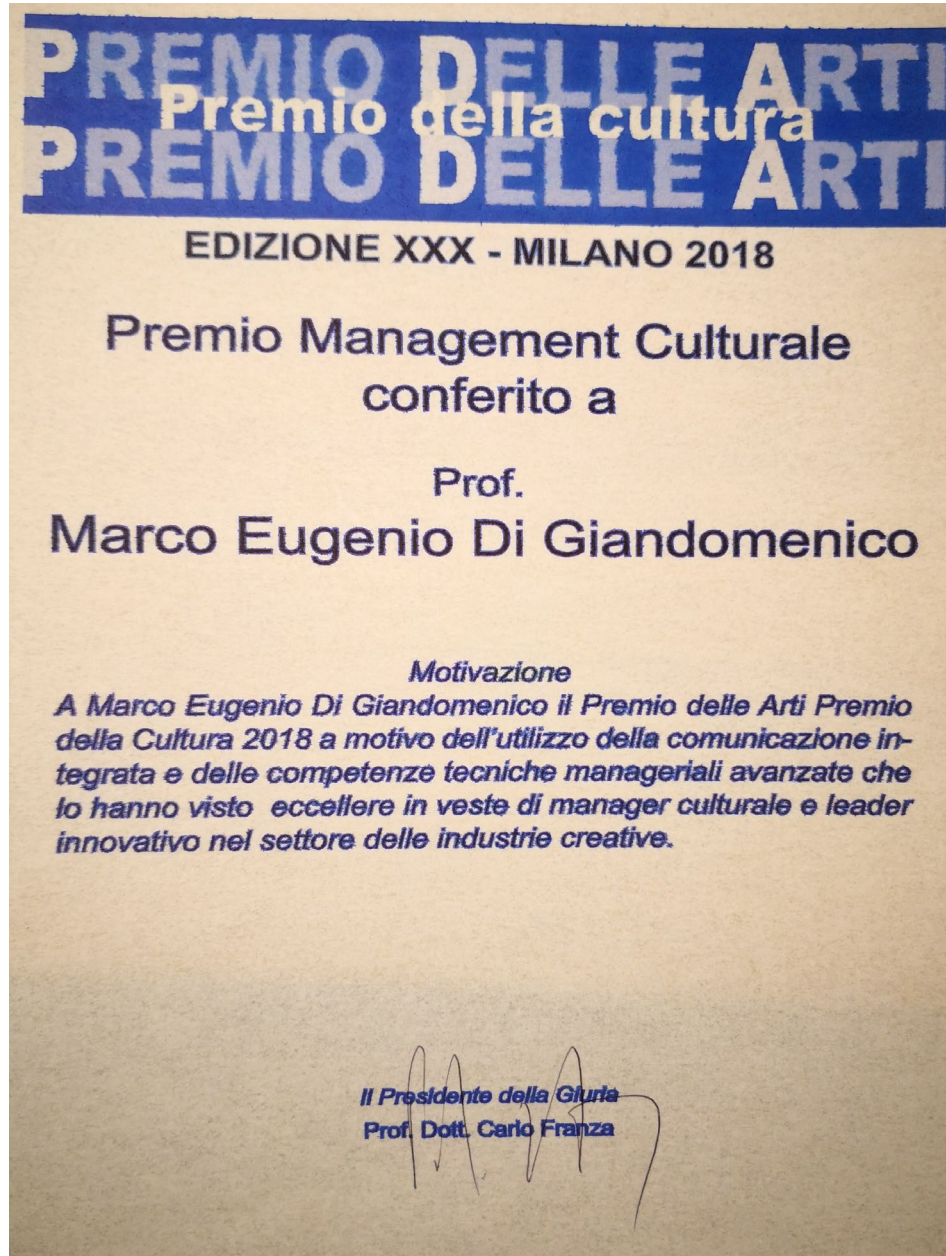 PREMIO DELLE ARTI
Premio della cultura
PREMIO DELLE ARTI
EDIZIONE XXX - MILANO 2018
Premio Management Culturale
conferito a
Prof.
Marco Eugenio Di Giandomenico
Motivazione
A Marco Eugenio Di Giandomenico il Premio delle Arti Premio
della Cultura 2018 a motivo dell'utilizzo della comunicazione in-
tegrata e delle competenze tecniche manageriali avanzate che
lo hanno visto eccellere in veste di manager culturale e leader
innovativo nel settore delle industrie creative.
Il Presidente della Giuria
Prof. Dott. Carlo Franza